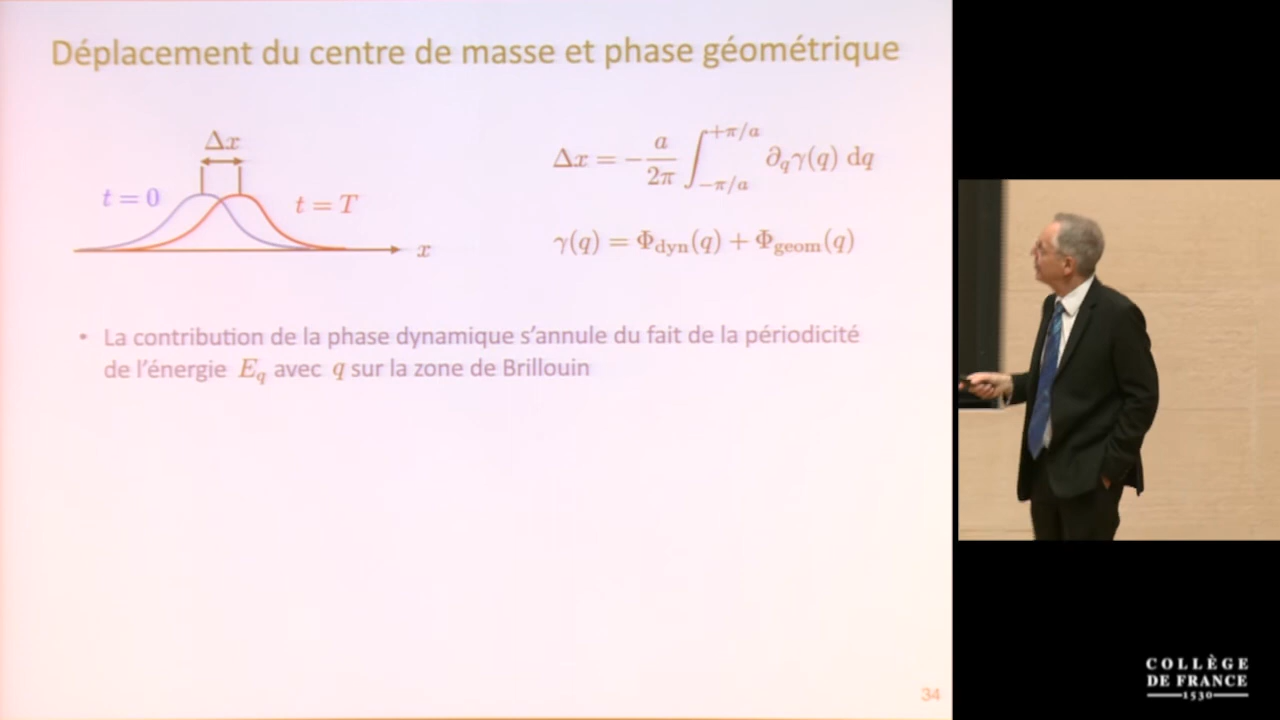 Déplacement du centre de masse et phase géométrique
Δx
t = 0
t = T
x
Δx = −a/2π ∫_{−π/a}^{+π/a} ∂_qγ(q) dq
γ(q) = Φ_dyn(q) + Φ_geom(q)
• La contribution de la phase dynamique s’annule du fait de la périodicité
de l’énergie E_q avec q sur la zone de Brillouin
34
COLLÈGE
DE FRANCE
1530